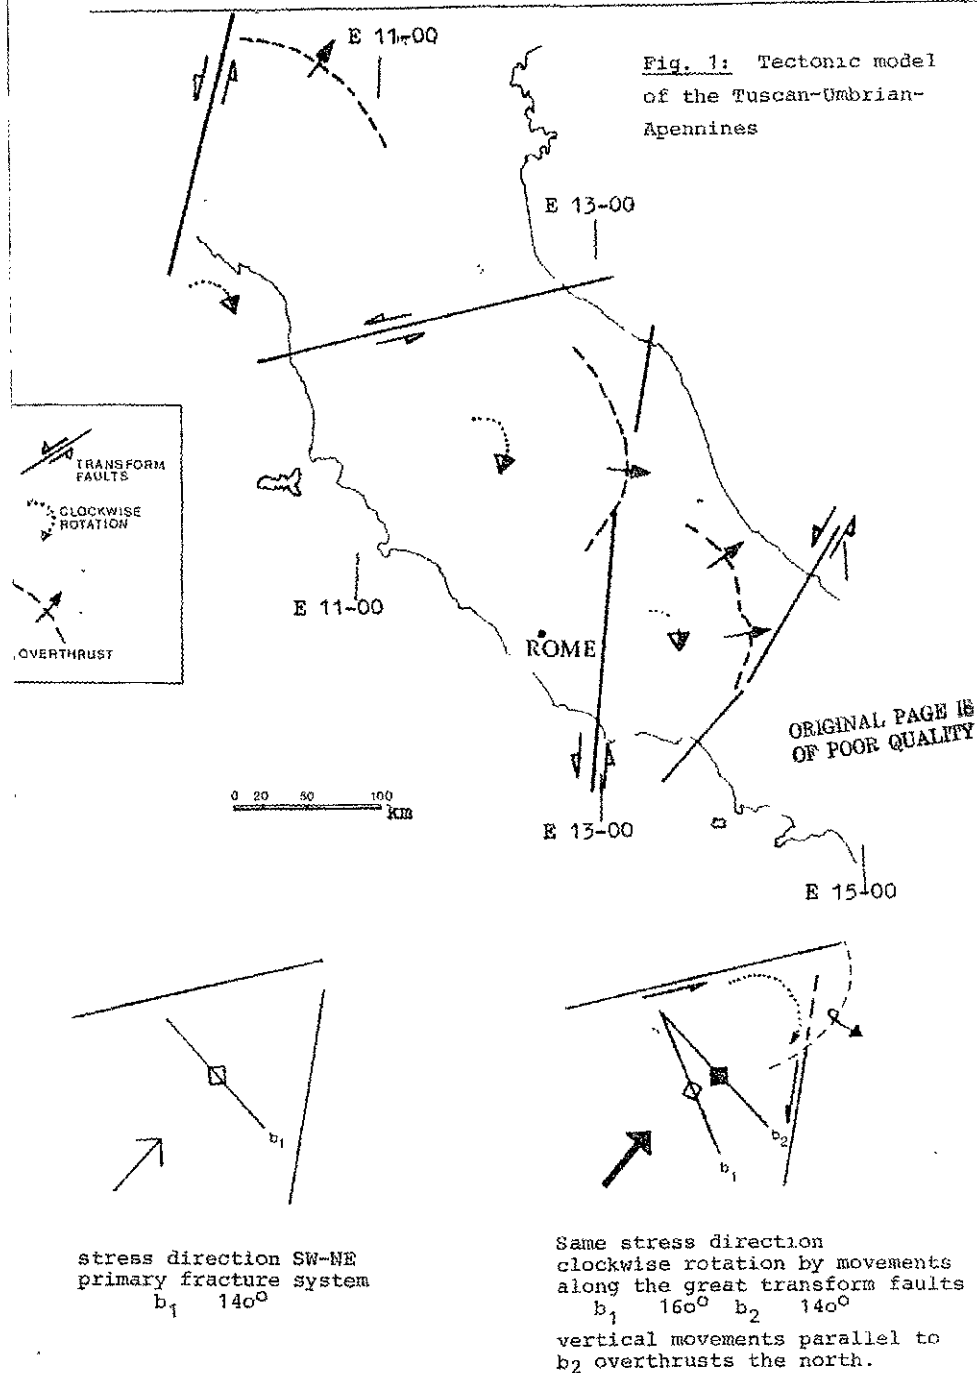 E 11-00
Fig. 1: Tectonic model
of the Tuscan-Umbrian-
Apennines
E 13-00
TRANSFORM
FAULTS
CLOCKWISE
ROTATION
OVERTHRUST
E 11-00
ROME
ORIGINAL PAGE IS
OF POOR QUALITY
0 20 50 100
km
E 13-00
E 15-00
b1
b2
b1
stress direction SW-NE
primary fracture system
b1 140°
Same stress direction
clockwise rotation by movements
along the great transform faults
b1 160° b2 140°
vertical movements parallel to
b2 overthrusts the north.